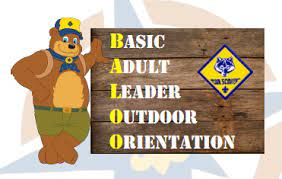 BASIC
ADULT
LEADER
OUTDOOR
ORIENTATION
CUB SCOUTS